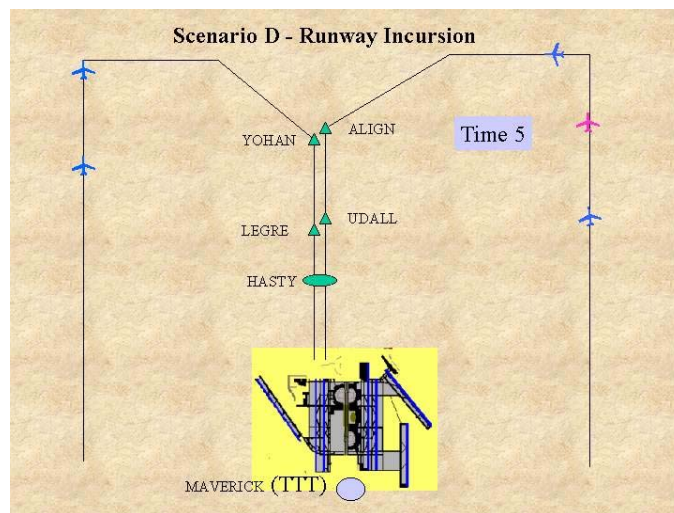 Scenario D - Runway Incursion
ALIGN
YOHAN
Time 5
UDALL
LEGRE
HASTY
MAVERICK (TTT)